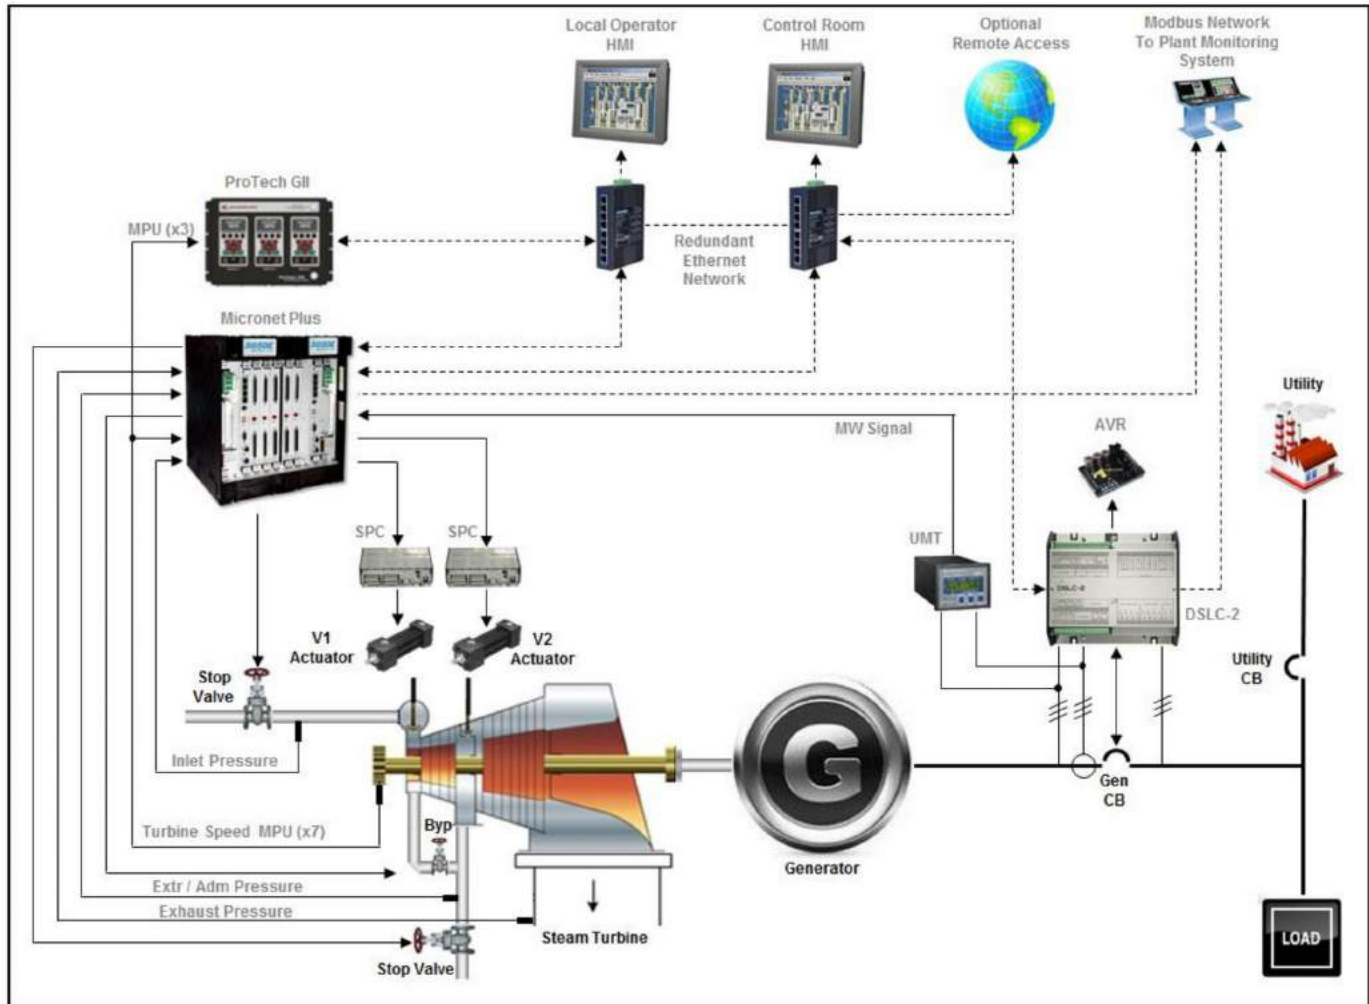 Local Operator
HMI
Control Room
HMI
Optional
Remote Access
Modbus Network
To Plant Monitoring
System
ProTech GII
MPU (x3)
Redundant
Ethernet
Network
Micronet Plus
MW Signal
Utility
AVR
SPC
SPC
UMT
DSLC-2
DSLC-2
V1
Actuator
V2
Actuator
Stop
Valve
Utility
CB
Inlet Pressure
G
Gen
CB
Turbine Speed MPU (x7)
Byp
Generator
Extr / Adm Pressure
Exhaust Pressure
Steam Turbine
LOAD
Stop Valve